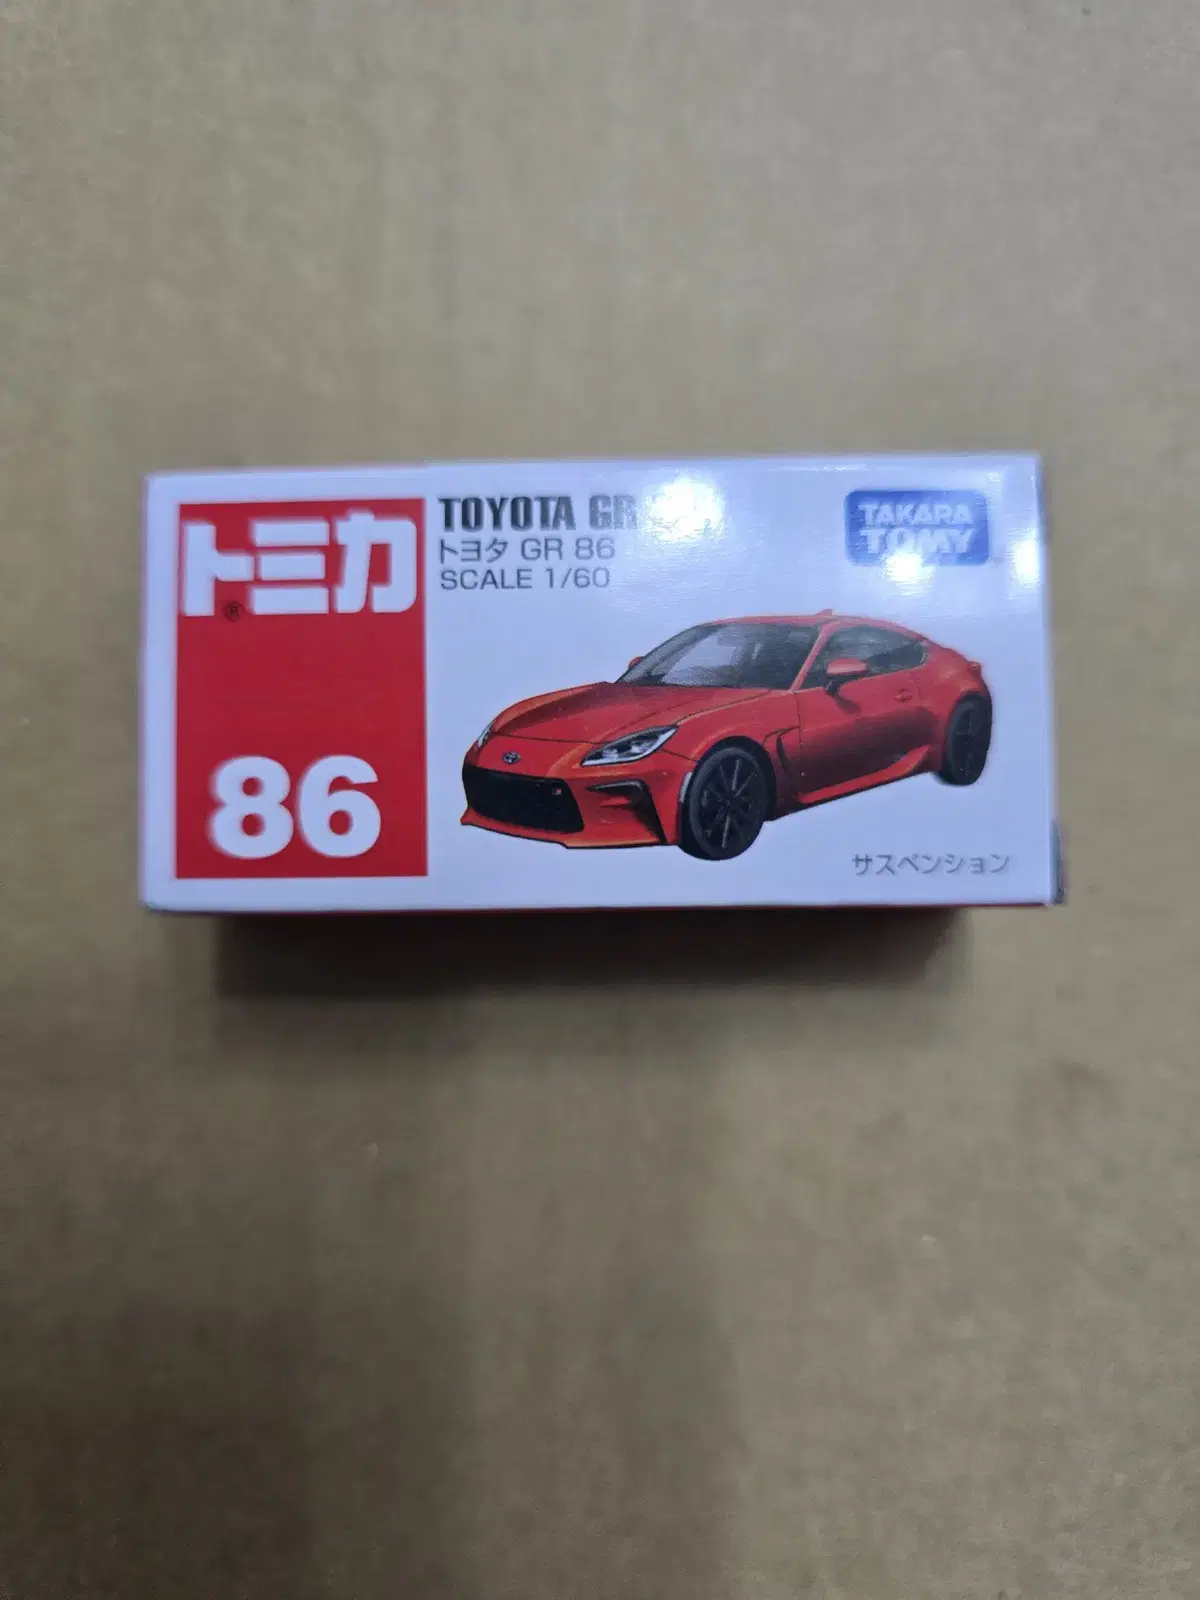 トミカ®
86
TOYOTA GR
トヨタ GR 86
SCALE 1/60
TAKARA
TOMY
サスペンション